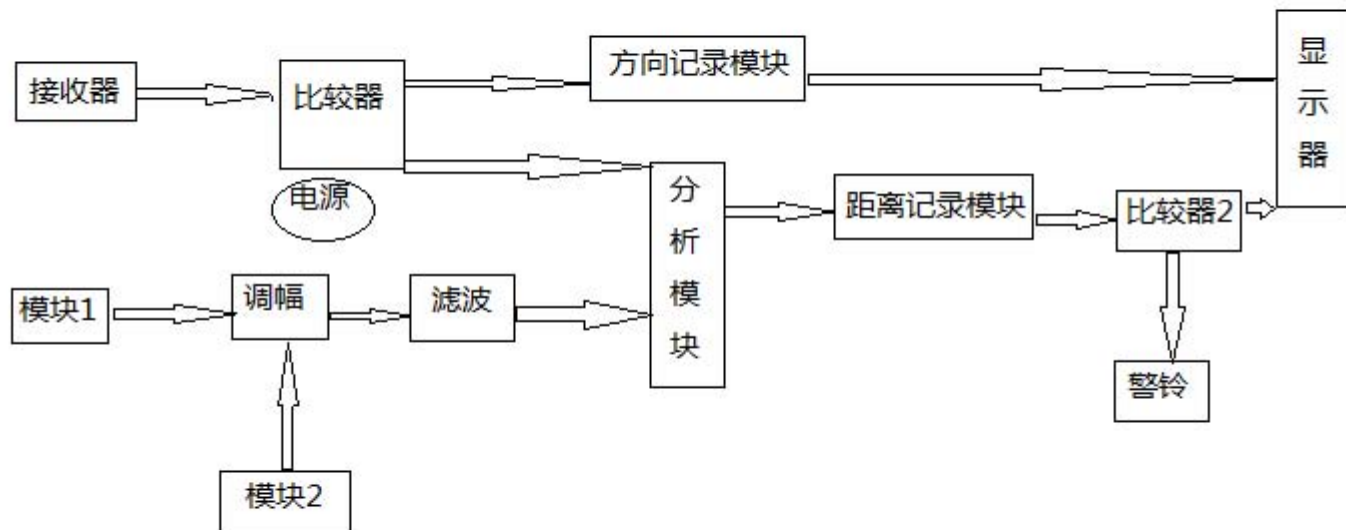 接收器
比较器
电源
方向记录模块
显
示
器
分
析
模
块
距离记录模块
比较器2
警铃
模块1
调幅
滤波
模块2